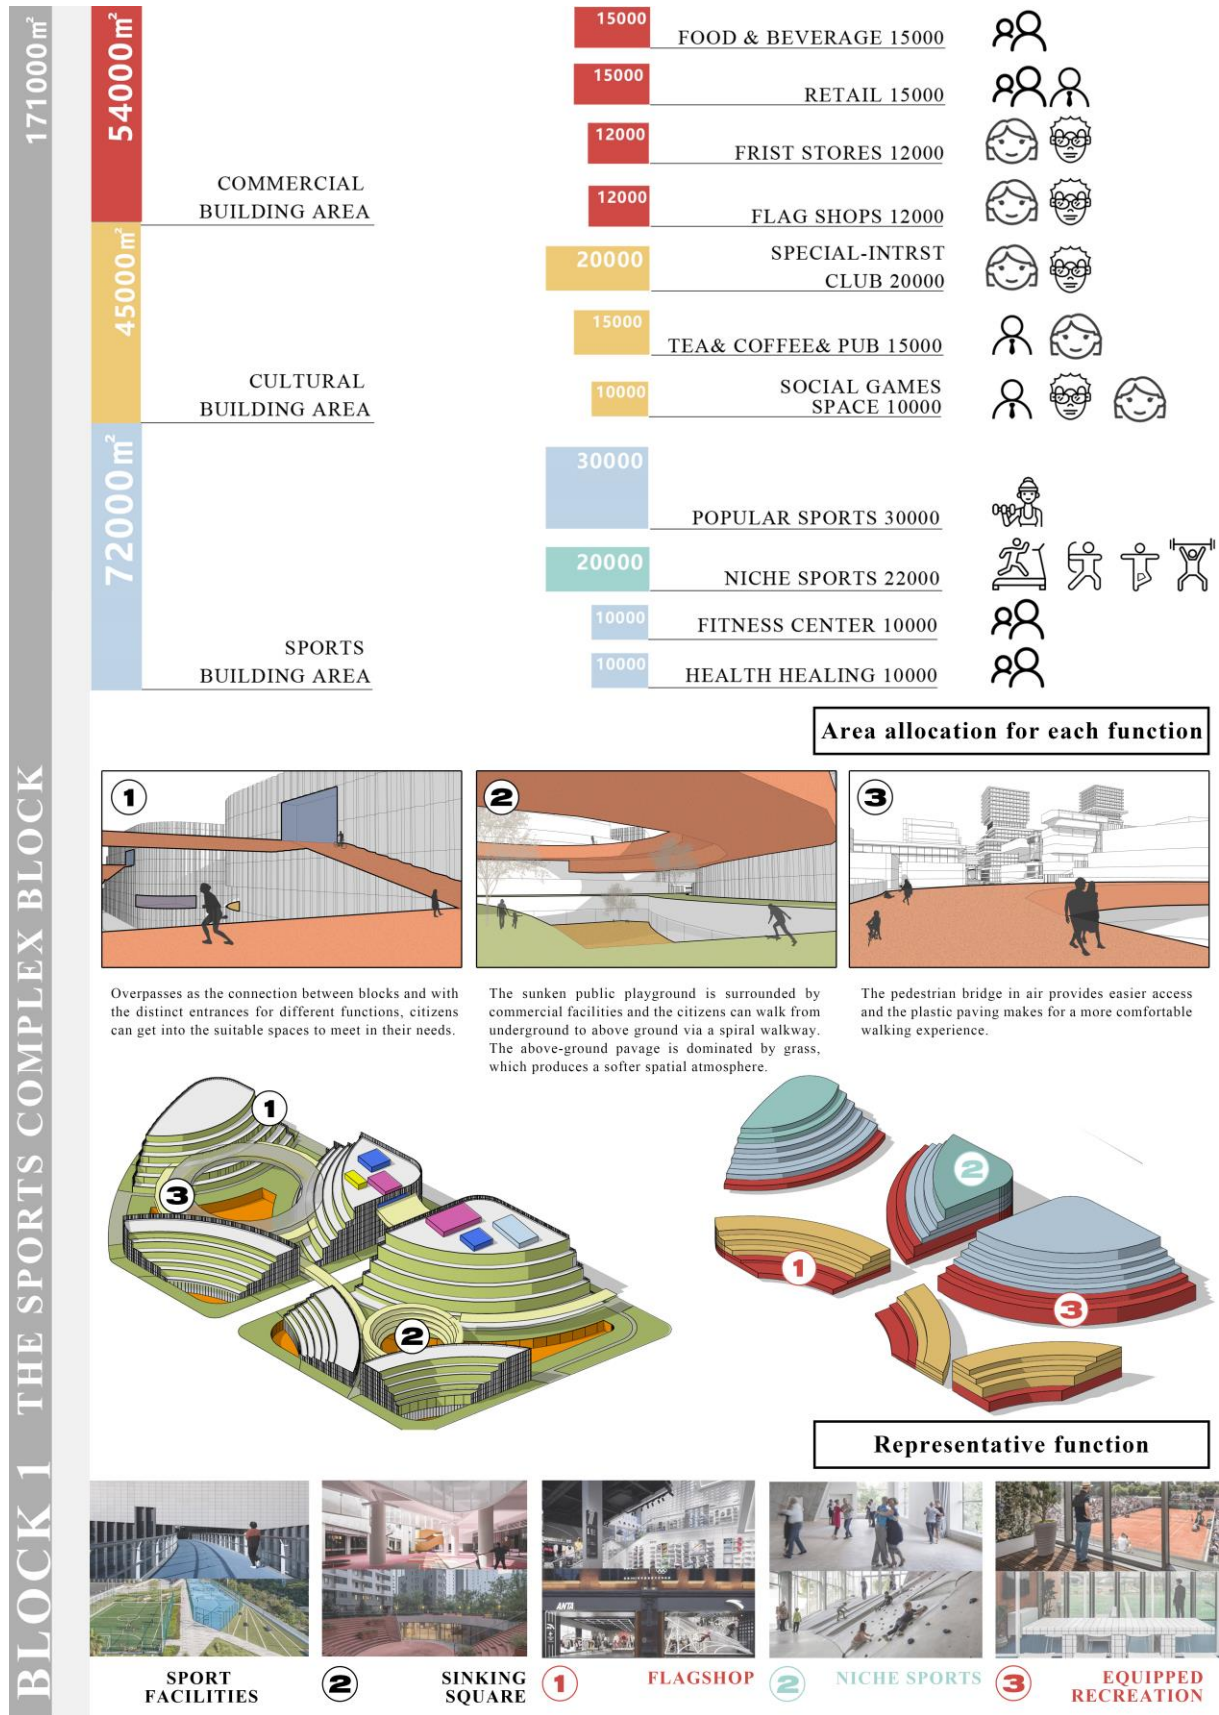 171000m²
BLOCK 1 THE SPORTS COMPLEX BLOCK
54000m²
COMMERCIAL
BUILDING AREA
45000m²
CULTURAL
BUILDING AREA
72000m²
SPORTS
BUILDING AREA
15000
FOOD & BEVERAGE 15000
15000
RETAIL 15000
12000
FRIST STORES 12000
12000
FLAG SHOPS 12000
20000
SPECIAL-INTRST
CLUB 20000
15000
TEA& COFFEE& PUB 15000
10000
SOCIAL GAMES
SPACE 10000
30000
POPULAR SPORTS 30000
20000
NICHE SPORTS 22000
10000
FITNESS CENTER 10000
10000
HEALTH HEALING 10000
Area allocation for each function
1
2
3
Overpasses as the connection between blocks and with
the distinct entrances for different functions, citizens
can get into the suitable spaces to meet in their needs.
The sunken public playground is surrounded by
commercial facilities and the citizens can walk from
underground to above ground via a spiral walkway.
The above-ground pavage is dominated by grass,
which produces a softer spatial atmosphere.
The pedestrian bridge in air provides easier access
and the plastic paving makes for a more comfortable
walking experience.
1
3
2
2
1
3
Representative function
ANTA
SPORT
FACILITIES
2
SINKING
SQUARE
1
FLAGSHOP
2
NICHE SPORTS
3
EQUIPPED
RECREATION